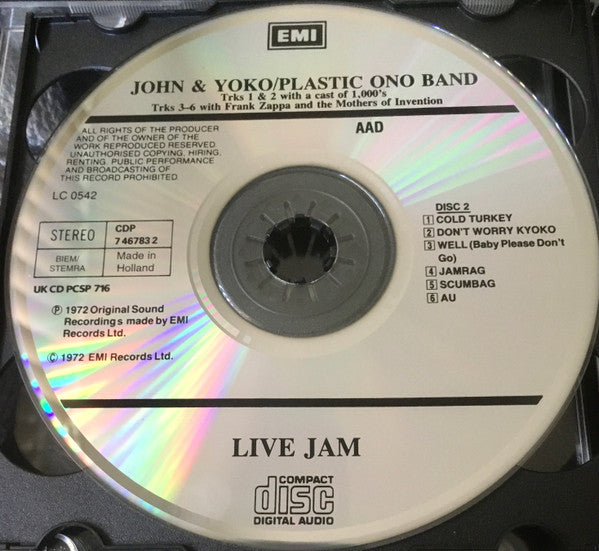 EMI
JOHN & YOKO/PLASTIC ONO BAND
Trks 1 & 2 with a cast of 1,000's
Trks 3–6 with Frank Zappa and the Mothers of Invention
ALL RIGHTS OF THE PRODUCER
AND OF THE OWNER OF THE
WORK REPRODUCED RESERVED
UNAUTHORISED COPYING, HIRING,
RENTING, PUBLIC PERFORMANCE
AND BROADCASTING OF
THIS RECORD PROHIBITED.
LC 0542
AAD
STEREO
CDP
7 46783 2
BIEM/
STEMRA
Made in
Holland
UK CD PCSP 716
℗ 1972 Original Sound
Recordings made by EMI
Records Ltd.
© 1972 EMI Records Ltd.
DISC 2
1 COLD TURKEY
2 DON'T WORRY KYOKO
3 WELL (Baby Please Don't
Go)
4 JAMRAG
5 SCUMBAG
6 AU
LIVE JAM
COMPACT
disc
DIGITAL AUDIO